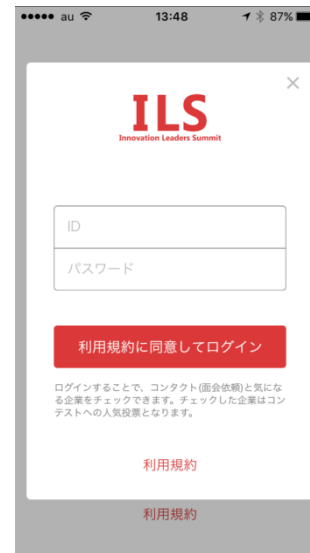 au 13:48 87%
ILS
Innovation Leaders Summit
ID
パスワード
利用規約に同意してログイン
ログインすることで、コンタクト(面会依頼)と気にな
る企業をチェックできます。チェックした企業はコン
テストへの人気投票となります。
利用規約
利用規約